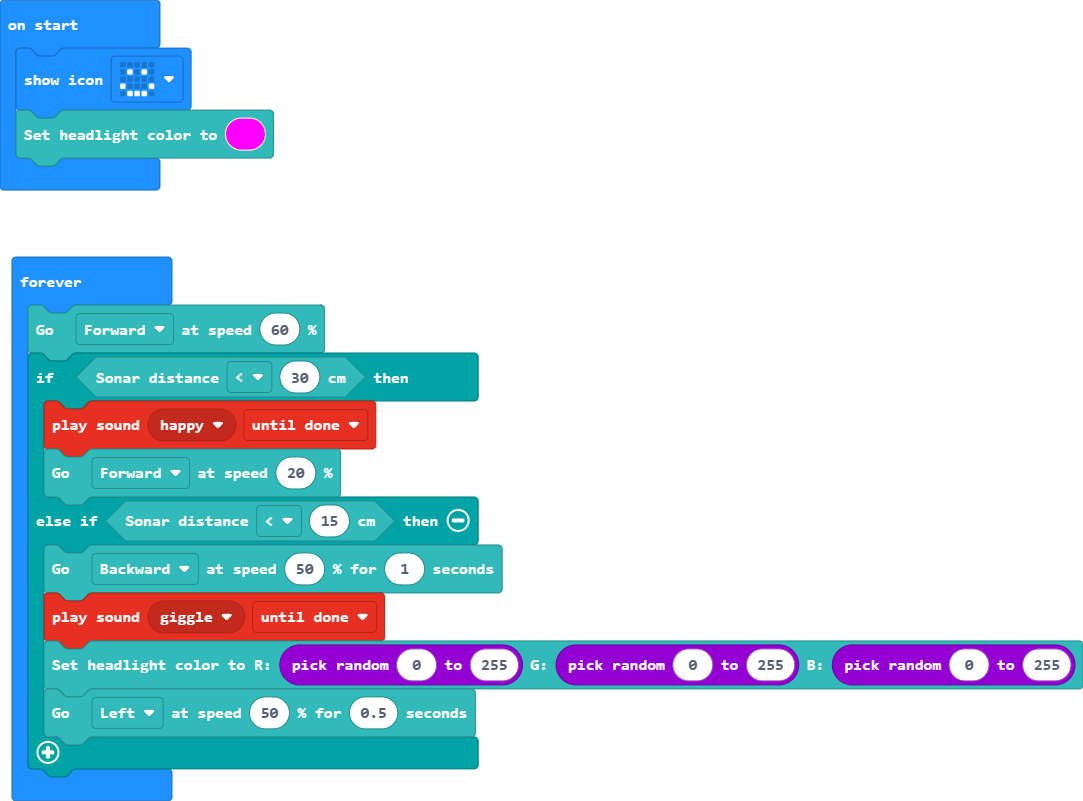 on start
show icon
Set headlight color to
forever
Go Forward at speed 60 %
if Sonar distance < 30 cm then
play sound happy until done
Go Forward at speed 20 %
else if Sonar distance < 15 cm then
Go Backward at speed 50 % for 1 seconds
play sound giggle until done
Set headlight color to R: pick random 0 to 255 G: pick random 0 to 255 B: pick random 0 to 255
Go Left at speed 50 % for 0.5 seconds